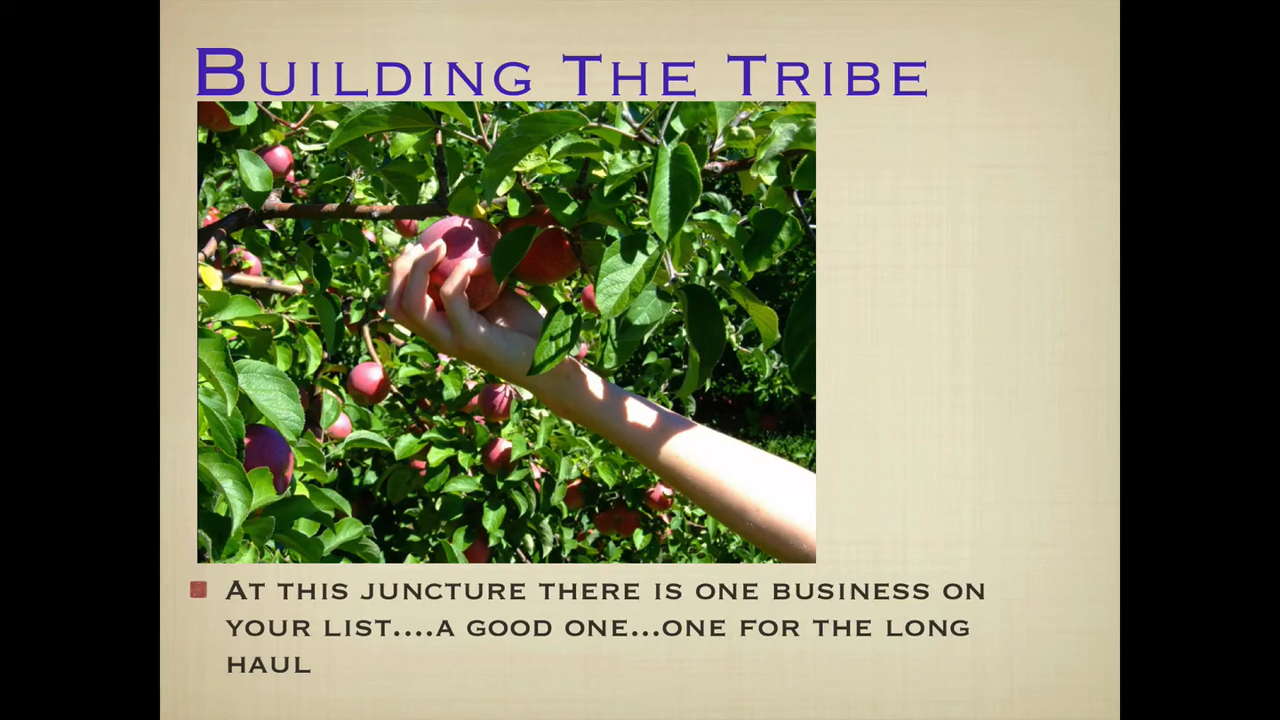 Building The Tribe
At this juncture there is one business on
your list....a good one...one for the long
haul